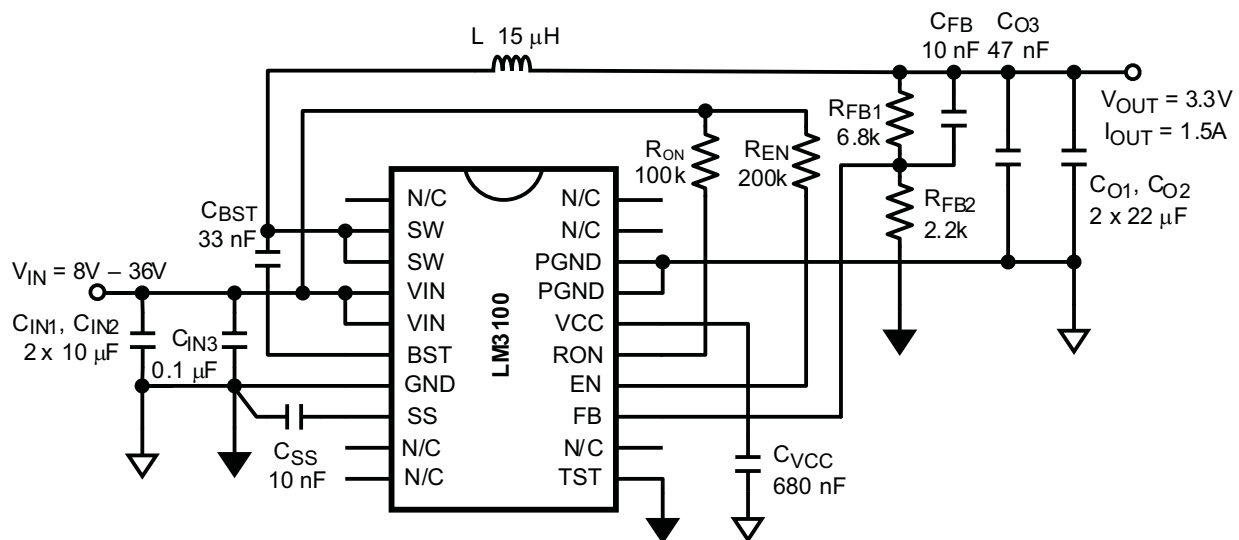 L 15 μH
CFB CO3
10 nF 47 nF
VOUT = 3.3V
IOUT = 1.5A
RFB1
6.8k
RON
100k
REN
200k
RFB2
2.2k
CO1, CO2
2 x 22 μF
CBST
33 nF
VIN = 8V – 36V
CIN1, CIN2
2 x 10 μF
CIN3
0.1 μF
CSS
10 nF
N/C
SW
SW
VIN
VIN
BST
GND
SS
N/C
N/C
LM3100
N/C
N/C
PGND
PGND
VCC
RON
EN
FB
N/C
TST
CVCC
680 nF